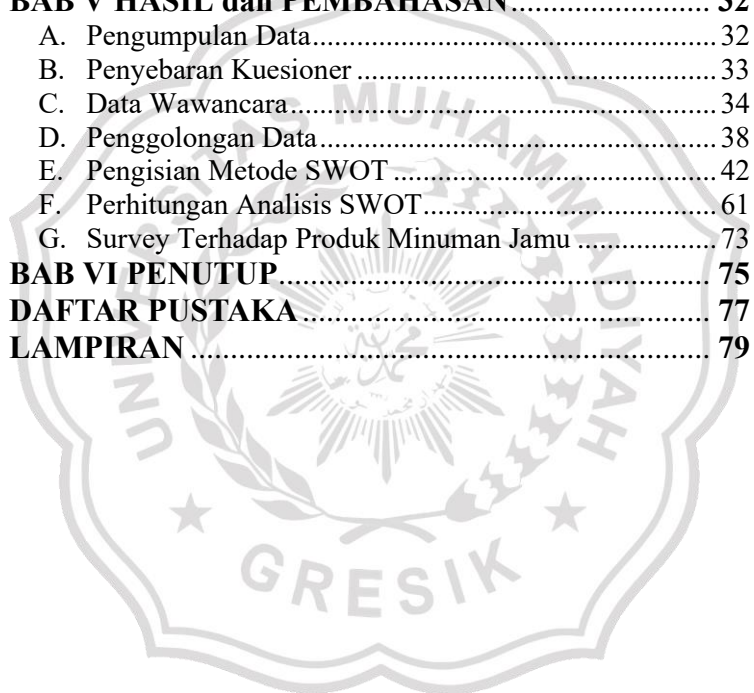 BAB V HASIL dan PEMBAHASAN.................................. 32
A. Pengumpulan Data............................................................ 32
B. Penyebaran Kuesioner ..................................................... 33
C. Data Wawancara............................................................... 34
D. Penggolongan Data........................................................... 38
E. Pengisian Metode SWOT ................................................ 42
F. Perhitungan Analisis SWOT............................................ 61
G. Survey Terhadap Produk Minuman Jamu ..................... 73
BAB VI PENUTUP................................................................ 75
DAFTAR PUSTAKA ............................................................ 77
LAMPIRAN ........................................................................... 79
UNIVERSITAS MUHAMMADIYAH
GRESIK